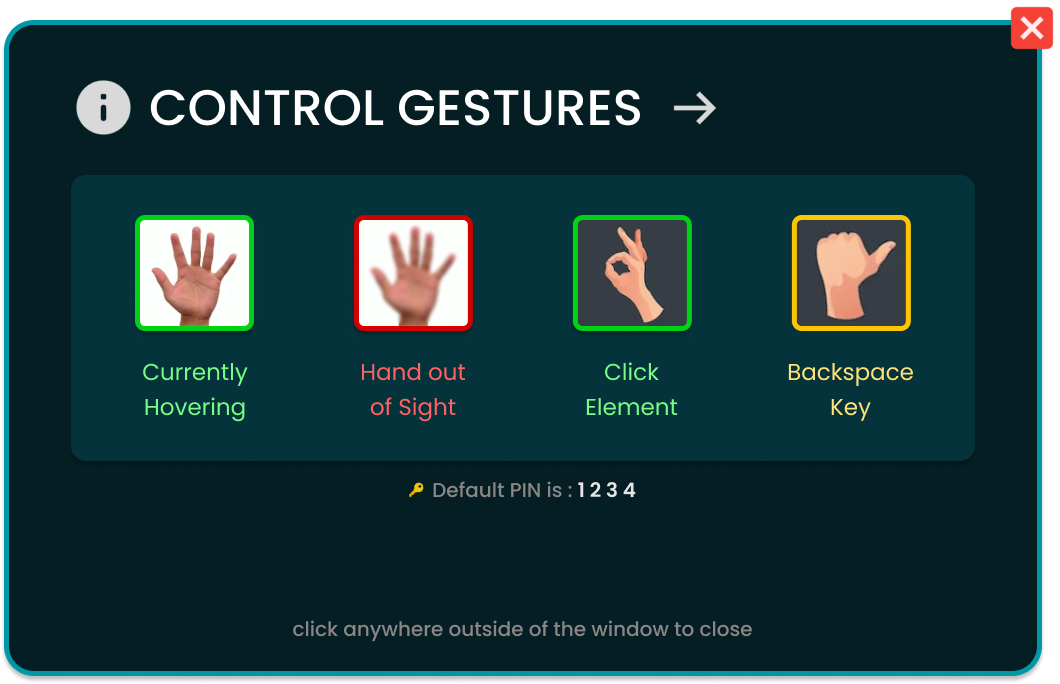 CONTROL GESTURES →
Currently
Hovering
Hand out
of Sight
Click
Element
Backspace
Key
Default PIN is : 1 2 3 4
click anywhere outside of the window to close